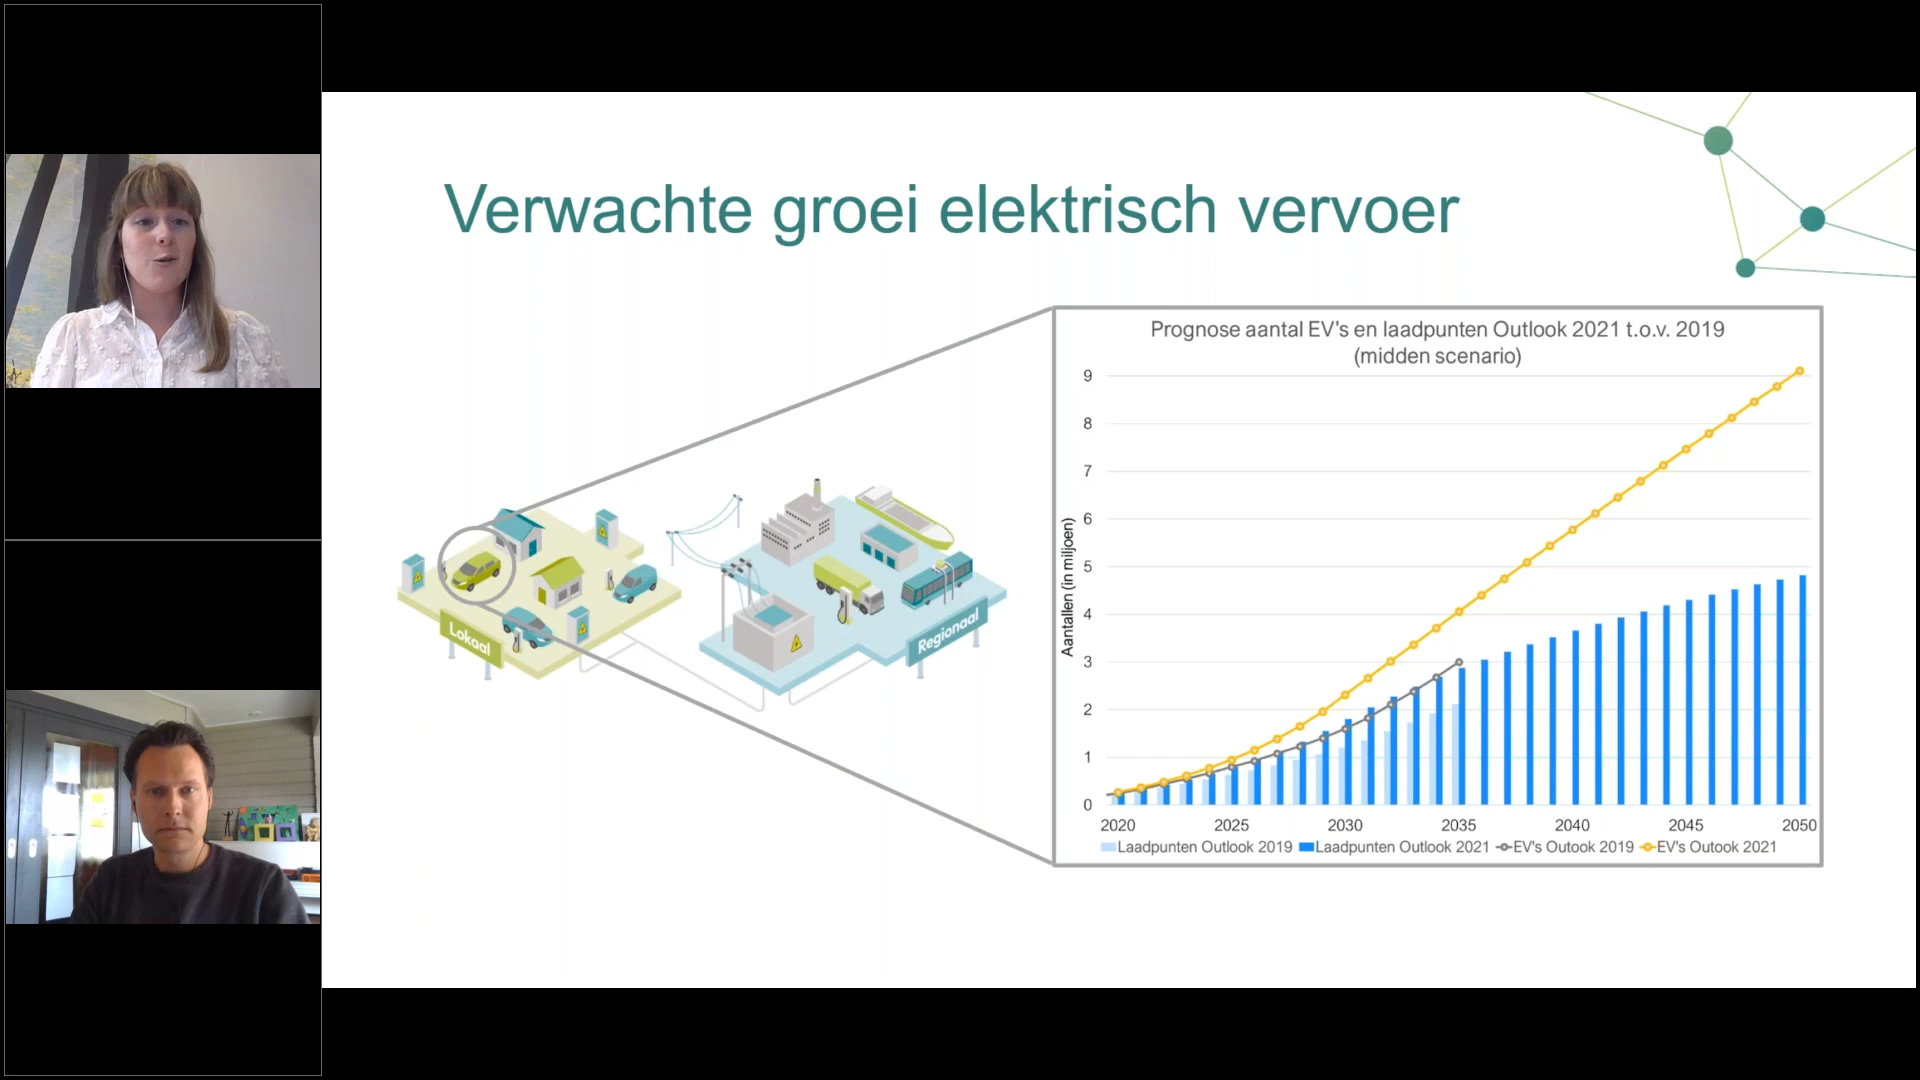 Verwachte groei elektrisch vervoer
Lokaal
Regionaal
Prognose aantal EV's en laadpunten Outlook 2021 t.o.v. 2019
(midden scenario)
Aantallen (in miljoen)
9
8
7
6
5
4
3
2
1
0
2020 2025 2030 2035 2040 2045 2050
Laadpunten Outlook 2019 Laadpunten Outlook 2021 EV's Outook 2019 EV's Outook 2021